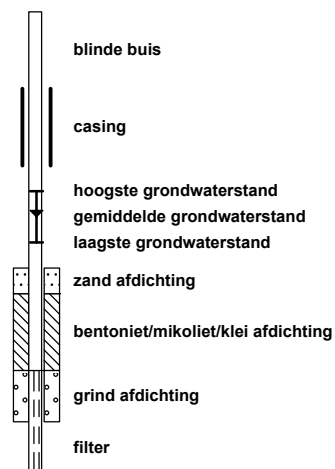 blinde buis
casing
hoogste grondwaterstand
gemiddelde grondwaterstand
laagste grondwaterstand
zand afdichting
bentoniet/mikoliet/klei afdichting
grind afdichting
filter